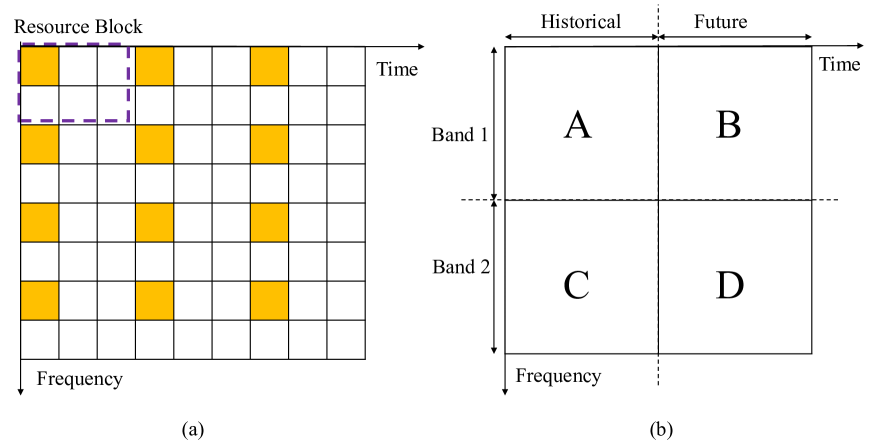 Resource Block
Time
Frequency
(a)
Historical
Future
Time
Band 1
A
B
Band 2
C
D
Frequency
(b)